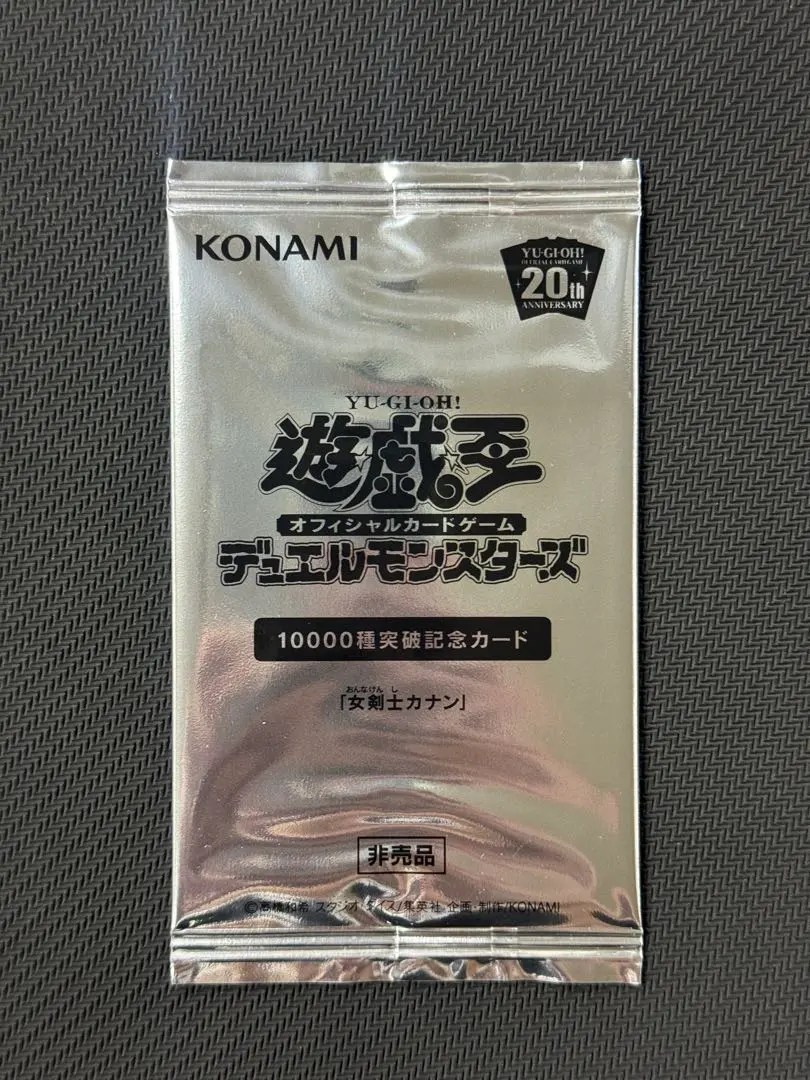 KONAMI
YU-GI-OH!
OFFICIAL CARD GAME
20th
ANNIVERSARY
YU-GI-OH!
遊☆戯☆王
オフィシャルカードゲーム
デュエルモンスターズ
10000種突破記念カード
おんなけんし
「女剣士カナン」
非売品
©高橋和希 スタジオ・ダイス/集英社 企画・制作/KONAMI